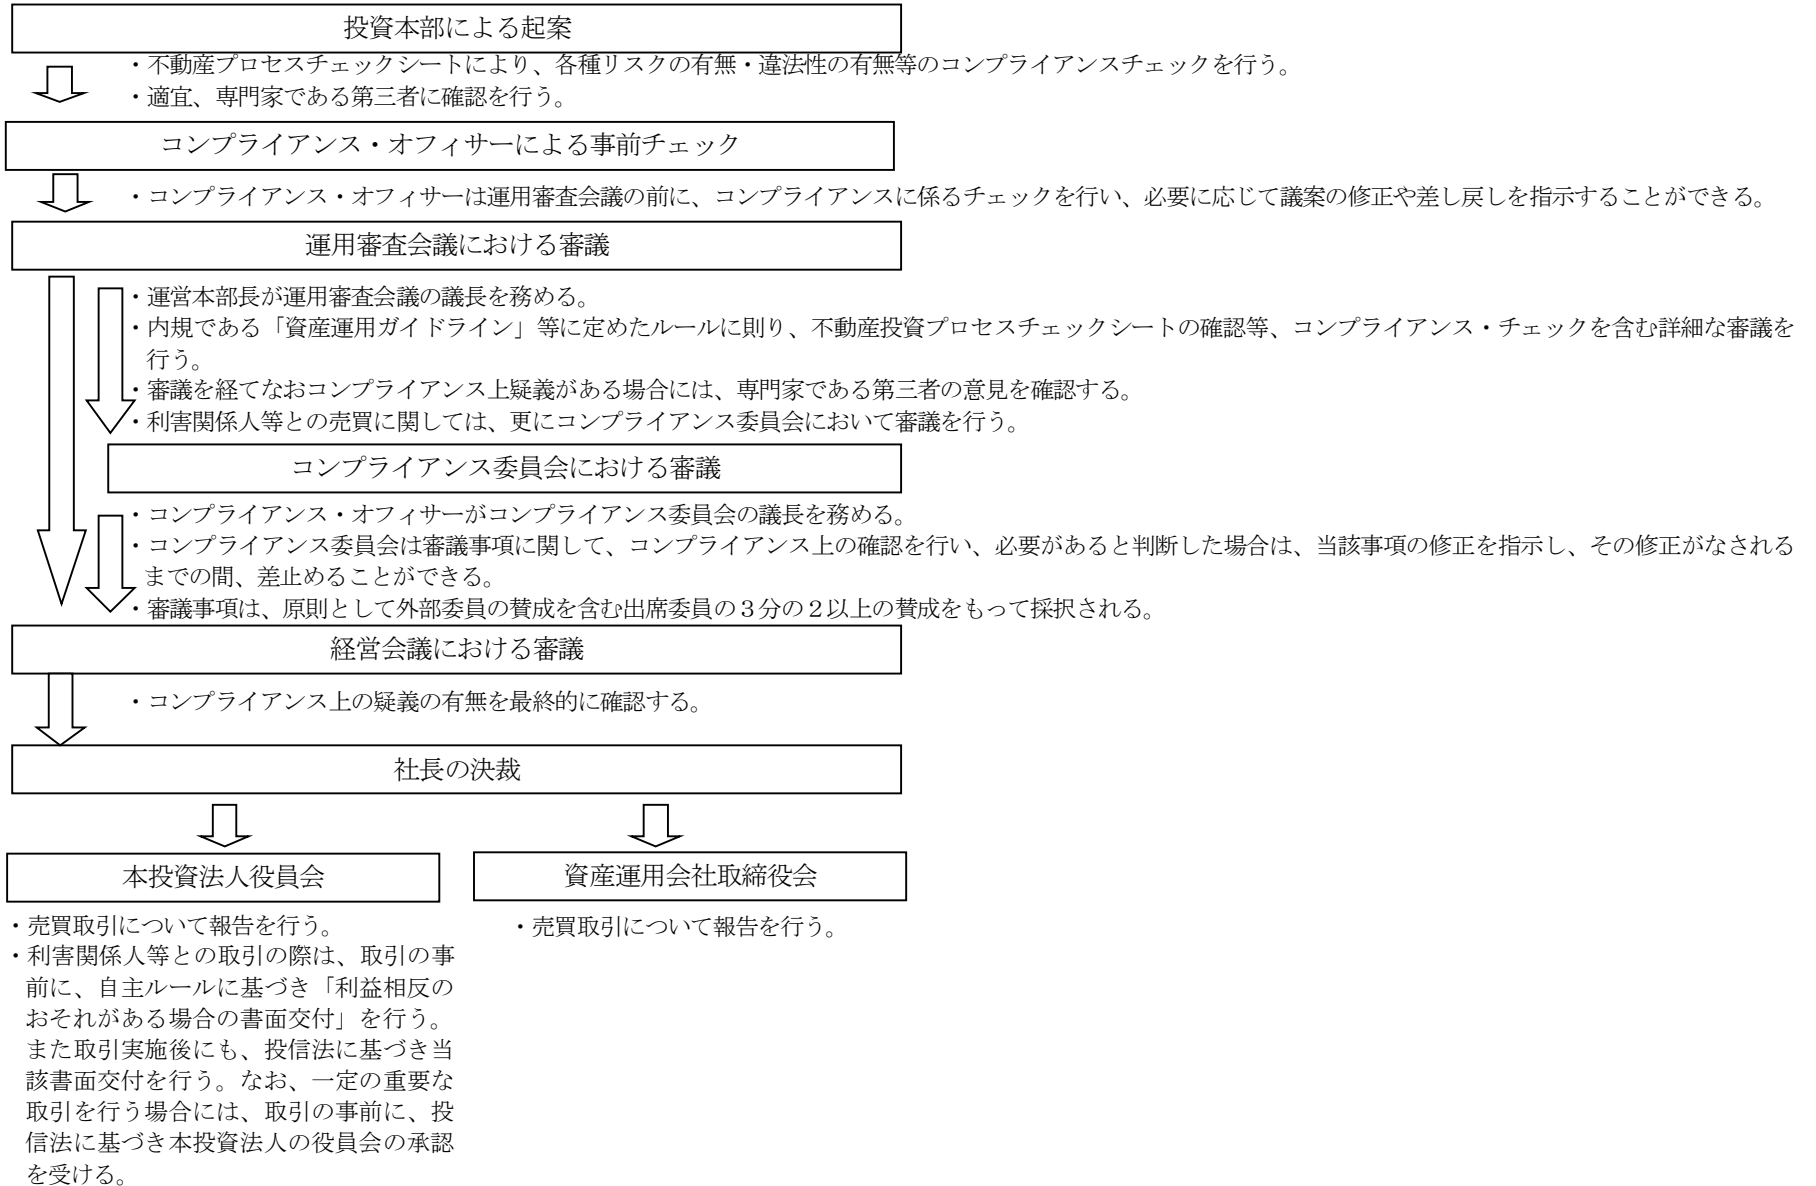 投資本部による起案
・不動産プロセスチェックシートにより、各種リスクの有無・違法性の有無等のコンプライアンスチェックを行う。
・適宜、専門家である第三者に確認を行う。
コンプライアンス・オフィサーによる事前チェック
・コンプライアンス・オフィサーは運用審査会議の前に、コンプライアンスに係るチェックを行い、必要に応じて議案の修正や差し戻しを指示することができる。
運用審査会議における審議
・運営本部長が運用審査会議の議長を務める。
・内規である「資産運用ガイドライン」等に定めたルールに則り、不動産投資プロセスチェックシートの確認等、コンプライアンス・チェックを含む詳細な審議を
行う。
・審議を経てなおコンプライアンス上疑義がある場合には、専門家である第三者の意見を確認する。
・利害関係人等との売買に関しては、更にコンプライアンス委員会において審議を行う。
コンプライアンス委員会における審議
・コンプライアンス・オフィサーがコンプライアンス委員会の議長を務める。
・コンプライアンス委員会は審議事項に関して、コンプライアンス上の確認を行い、必要があると判断した場合は、当該事項の修正を指示し、その修正がなされる
までの間、差止めることができる。
・審議事項は、原則として外部委員の賛成を含む出席委員の３分の２以上の賛成をもって採択される。
経営会議における審議
・コンプライアンス上の疑義の有無を最終的に確認する。
社長の決裁
本投資法人役員会
・売買取引について報告を行う。
・利害関係人等との取引の際は、取引の事
前に、自主ルールに基づき「利益相反の
おそれがある場合の書面交付」を行う。
また取引実施後にも、投信法に基づき当
該書面交付を行う。なお、一定の重要な
取引を行う場合には、取引の事前に、投
信法に基づき本投資法人の役員会の承認
を受ける。
資産運用会社取締役会
・売買取引について報告を行う。